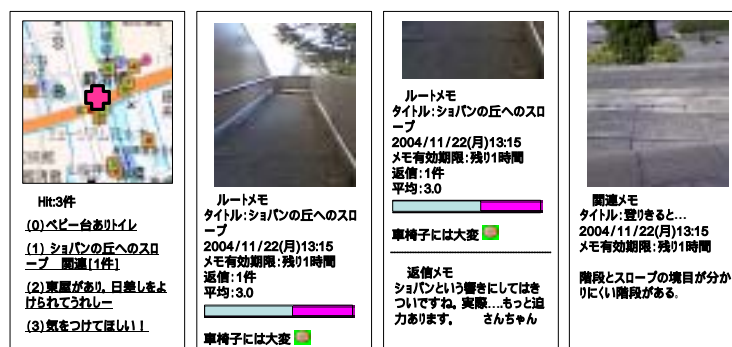 Hit:3件
(0)ベビー台ありトイレ
(1) ショパンの丘へのスロ
ープ 関連[1件]
(2)東屋があり，日差しをよ
けられてうれしー
(3)気をつけてほしい！
ルートメモ
タイトル:ショパンの丘へのスロ
ープ
2004/11/22(月)13:15
メモ有効期限:残り1時間
返信:1件
平均:3.0
車椅子には大変
ルートメモ
タイトル:ショパンの丘へのスロ
ープ
2004/11/22(月)13:15
メモ有効期限:残り1時間
返信:1件
平均:3.0
車椅子には大変
返信メモ
ショパンという響きにしてはき
ついですね。実際…もっと迫
力あります。 さんちゃん
関連メモ
タイトル:登りきると…
2004/11/22(月)13:15
メモ有効期限:残り1時間
階段とスロープの境目が分か
りにくい階段がある。